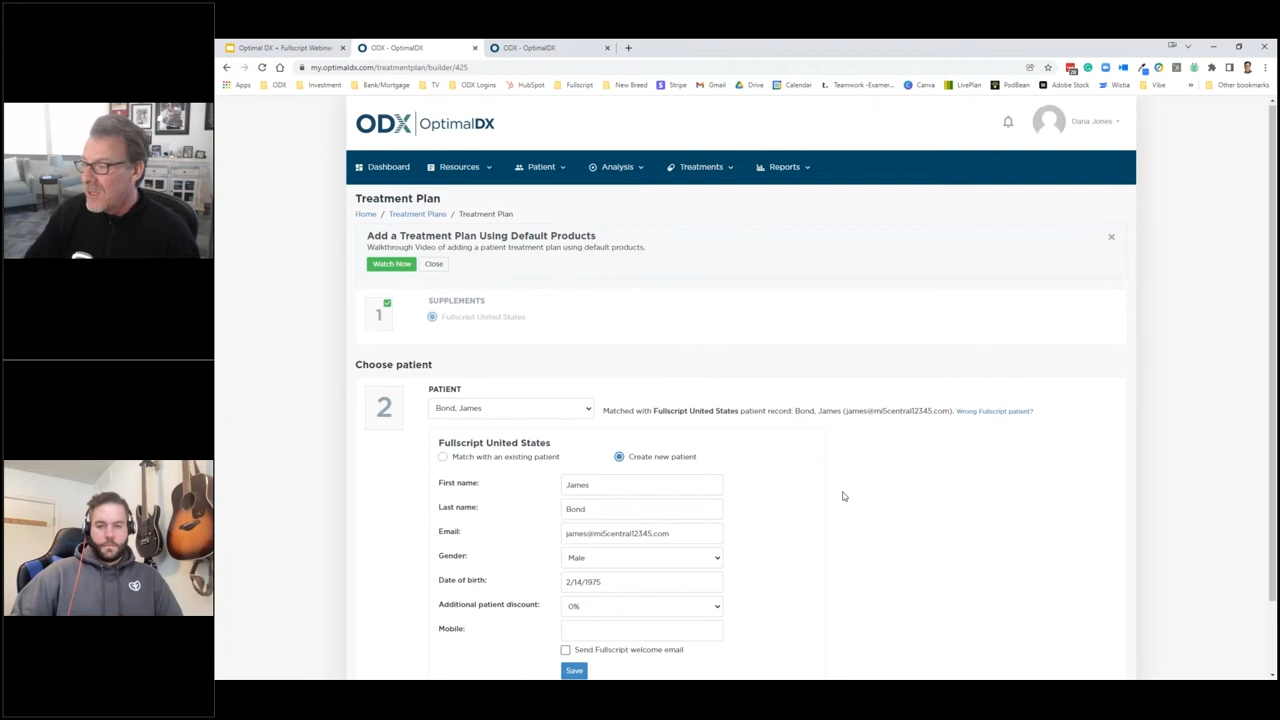 Optimal DX + Fullscript Webina
ODX - OptimalDX
ODX - OptimalDX
my.optimaldx.com/treatmentplan/builder/425
Apps ODX Investment Bank/Mortgage TV ODX Logins HubSpot Fullscript New Breed Stripe Gmail Drive Calendar Teamwork -Examer... Canva LivePlan PodBean Adobe Stock Wistia Vibe » Other bookmarks
ODX OptimalDX
Dana Jones
Dashboard Resources Patient Analysis Treatments Reports
Treatment Plan
Home / Treatment Plans / Treatment Plan
Add a Treatment Plan Using Default Products
Walkthrough Video of adding a patient treatment plan using default products.
Watch Now Close
1
SUPPLEMENTS
Fullscript United States
Choose patient
2
PATIENT
Bond, James
Matched with Fullscript United States patient record: Bond, James (james@mi5central12345.com). Wrong Fullscript patient?
Fullscript United States
Match with an existing patient Create new patient
First name: James
Last name: Bond
Email: james@mi5central12345.com
Gender: Male
Date of birth: 2/14/1975
Additional patient discount: 0%
Mobile:
Send Fullscript welcome email
Save